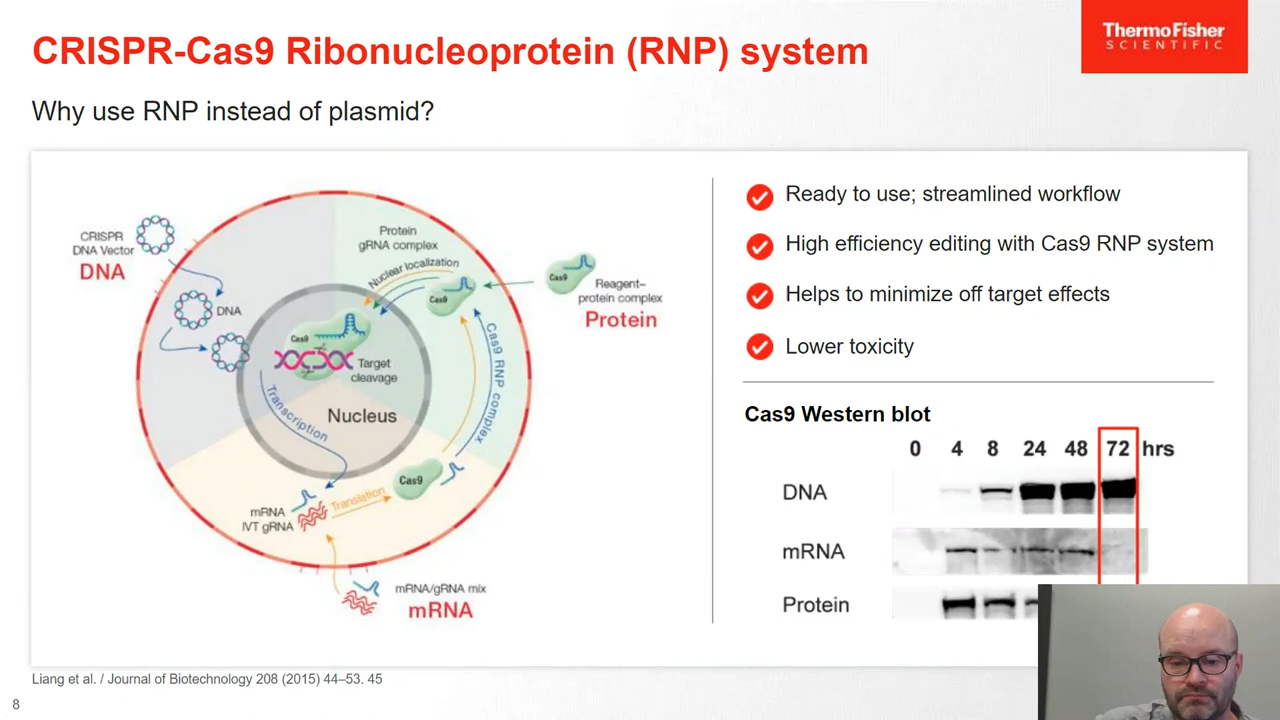 CRISPR-Cas9 Ribonucleoprotein (RNP) system
ThermoFisher
SCIENTIFIC
Why use RNP instead of plasmid?
CRISPR
DNA Vector
DNA
DNA
Protein
gRNA complex
Nuclear localization
Cas9
Cas9
Reagent–
protein complex
Protein
Cas9
Target
cleavage
Nucleus
Transcription
Cas9 RNP complex
Cas9
Translation
mRNA
IVT gRNA
mRNA/gRNA mix
mRNA
Ready to use; streamlined workflow
High efficiency editing with Cas9 RNP system
Helps to minimize off target effects
Lower toxicity
Cas9 Western blot
0 4 8 24 48 72 hrs
DNA
mRNA
Protein
Liang et al. / Journal of Biotechnology 208 (2015) 44–53. 45
8